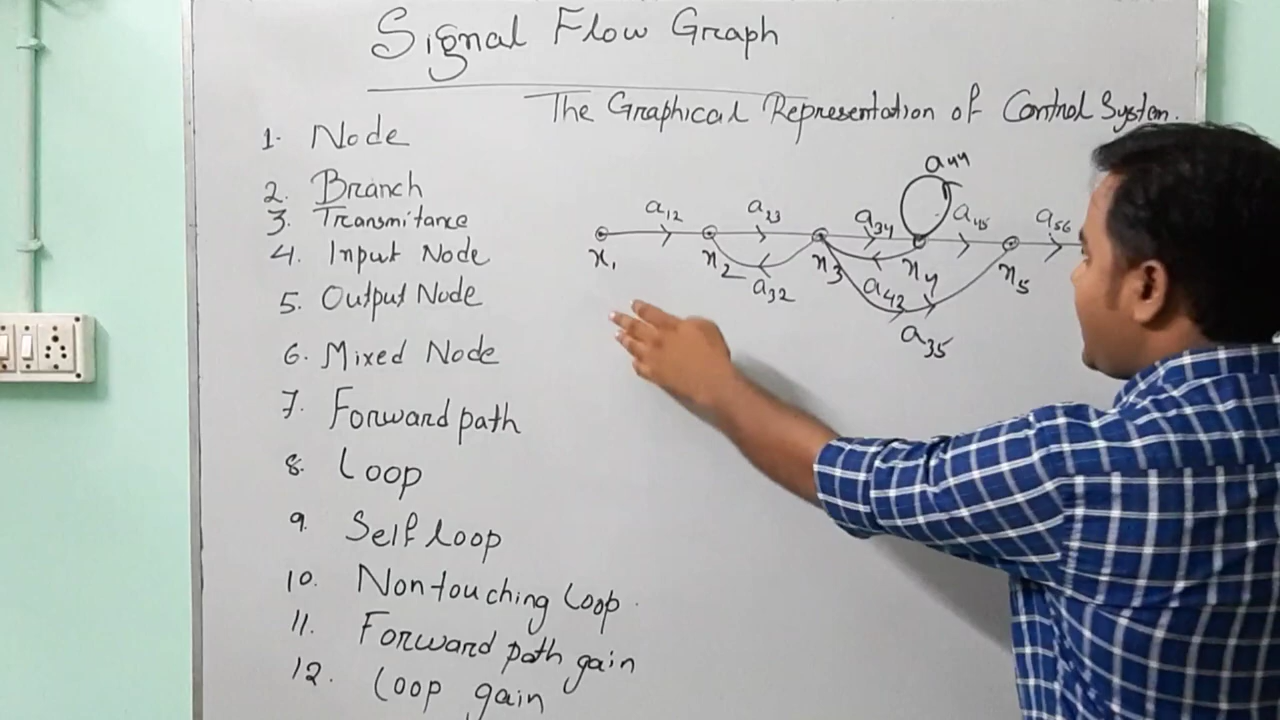 Signal Flow Graph
The Graphical Representation of Control System.
1. Node
2. Branch
3. Transmitance
4. Input Node
5. Output Node
6. Mixed Node
7. Forward path
8. Loop
9. Self loop
10. Nontouching loop.
11. Forward path gain
12. Loop gain
a44
a12 a23 a34 a45 a56
x1 x2 x3 x4 x5
a32 a43
a35